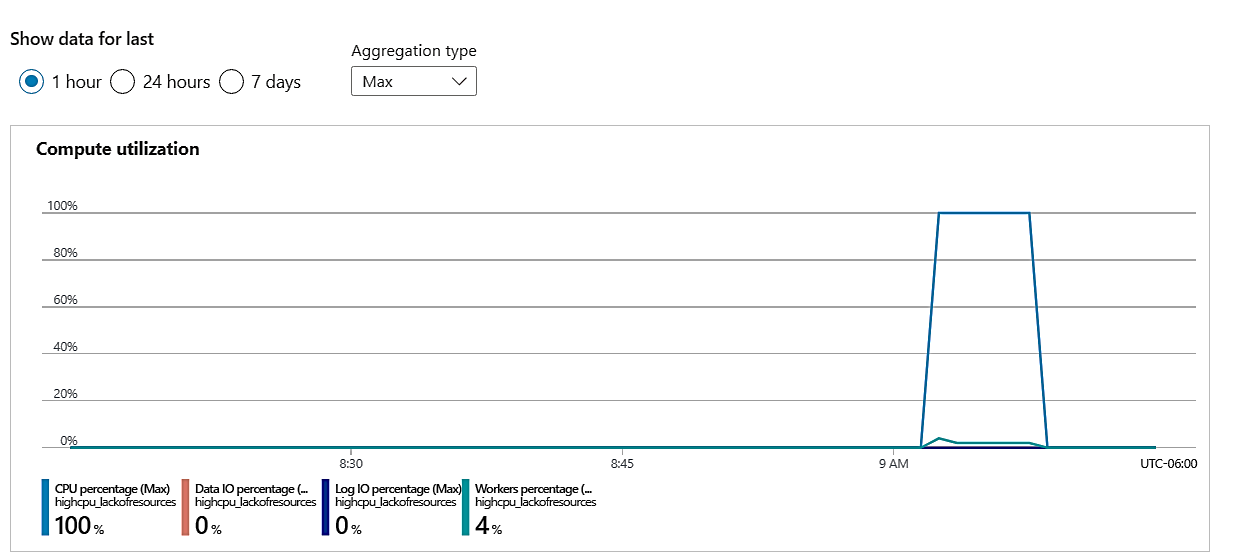 Show data for last
Aggregation type
1 hour 24 hours 7 days
Max
Compute utilization
100%
80%
60%
40%
20%
0%
8:30 8:45 9 AM UTC-06:00
CPU percentage (Max) Data IO percentage (... Log IO percentage (Max) Workers percentage (...
highcpu_lackofresources highcpu_lackofresources highcpu_lackofresources highcpu_lackofresources
100 % 0 % 0 % 4 %